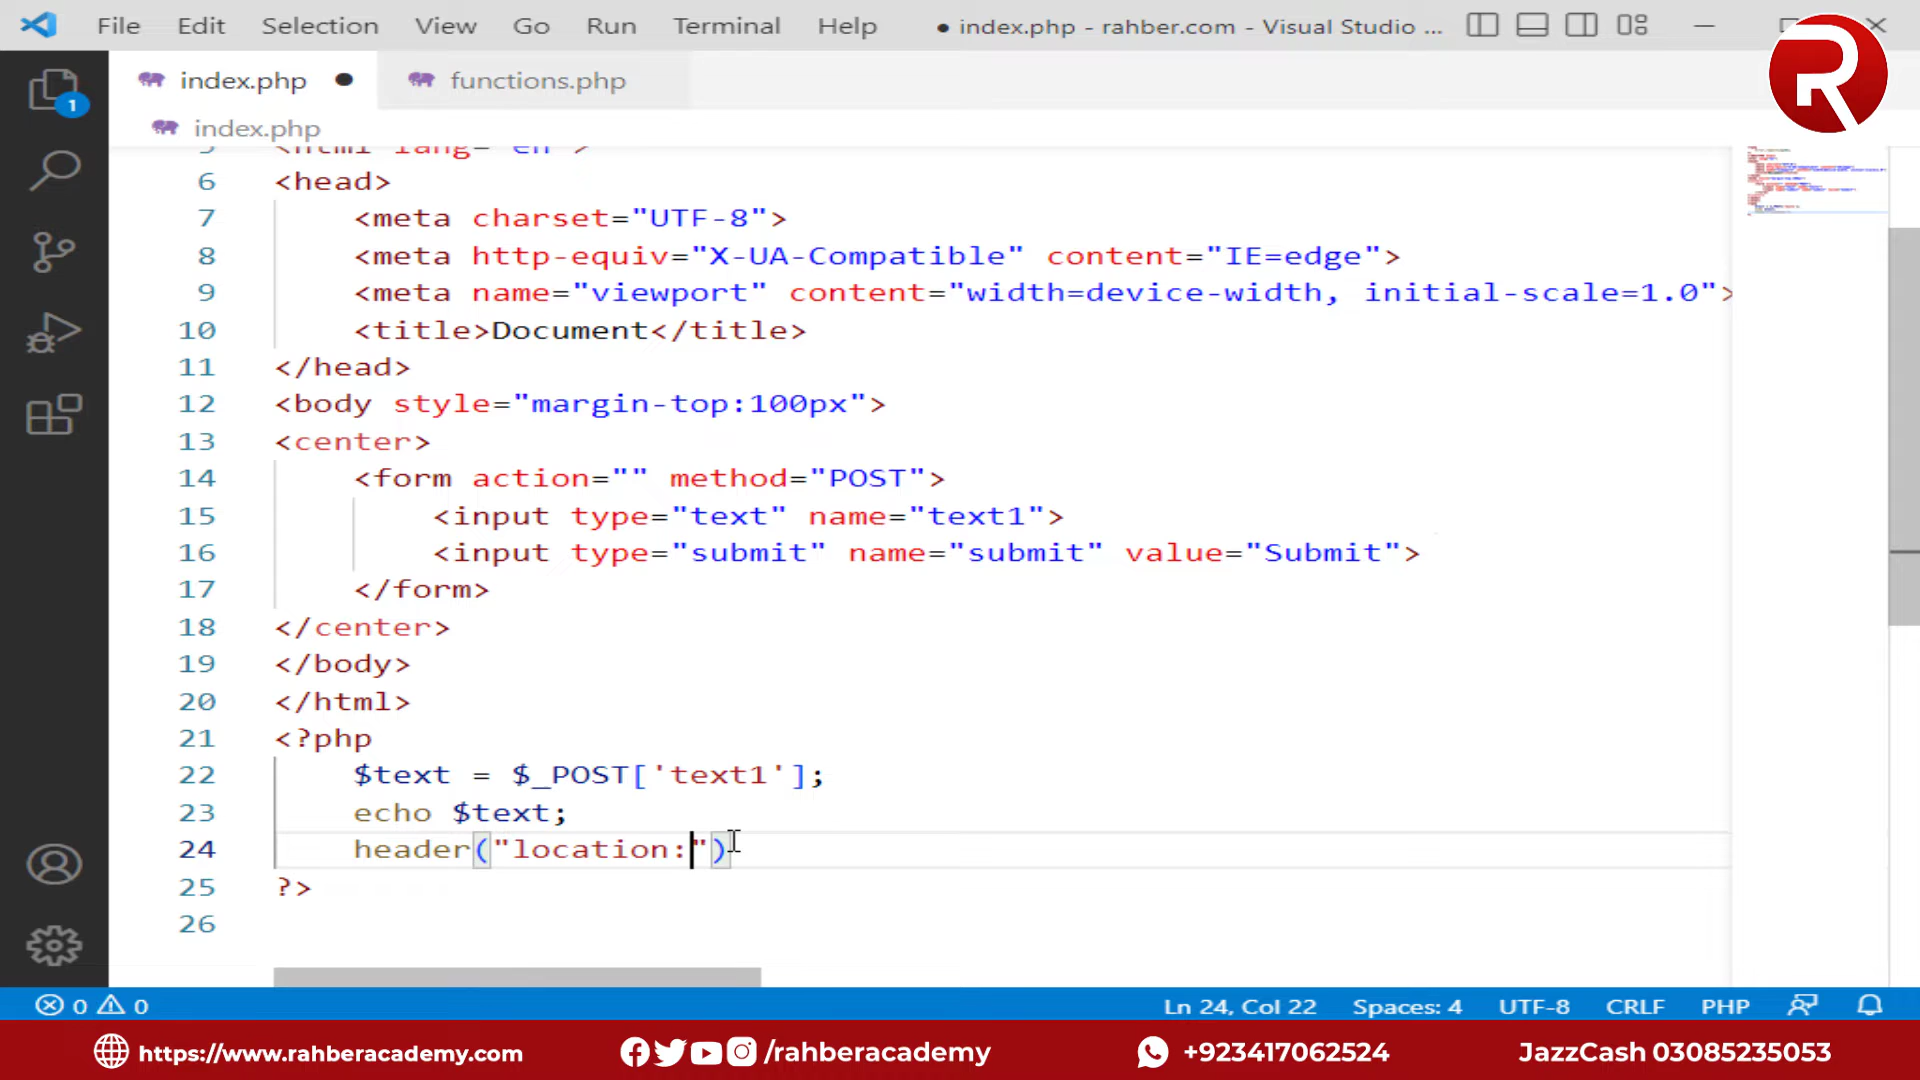 File Edit Selection View Go Run Terminal Help ● index.php - rahber.com - Visual Studio ...
index.php ● functions.php
index.php
5 <html lang="en">
6 <head>
7 <meta charset="UTF-8">
8 <meta http-equiv="X-UA-Compatible" content="IE=edge">
9 <meta name="viewport" content="width=device-width, initial-scale=1.0">
10 <title>Document</title>
11 </head>
12 <body style="margin-top:100px">
13 <center>
14 <form action="" method="POST">
15 <input type="text" name="text1">
16 <input type="submit" name="submit" value="Submit">
17 </form>
18 </center>
19 </body>
20 </html>
21 <?php
22 $text = $_POST['text1'];
23 echo $text;
24 header("location:")
25 ?>
26
1
R
0 0 Ln 24, Col 22 Spaces: 4 UTF-8 CRLF PHP
https://www.rahberacademy.com /rahberacademy +923417062524 JazzCash 03085235053